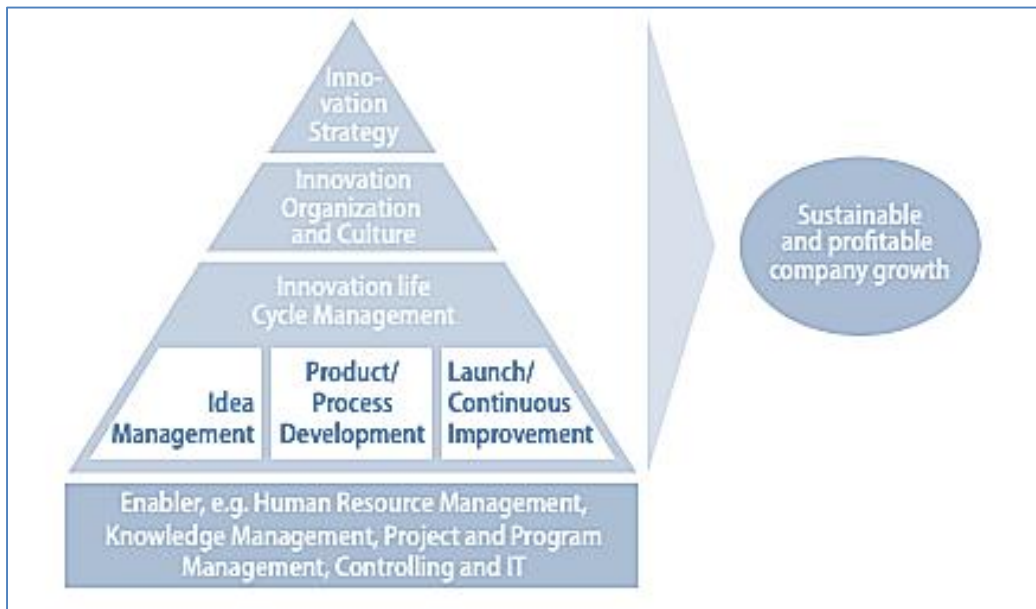 Inno-
vation
Strategy
Innovation
Organization
and Culture
Innovation life
Cycle Management
Idea
Management
Product/
Process
Development
Launch/
Continuous
Improvement
Enabler, e.g. Human Resource Management,
Knowledge Management, Project and Program
Management, Controlling and IT
Sustainable
and profitable
company growth